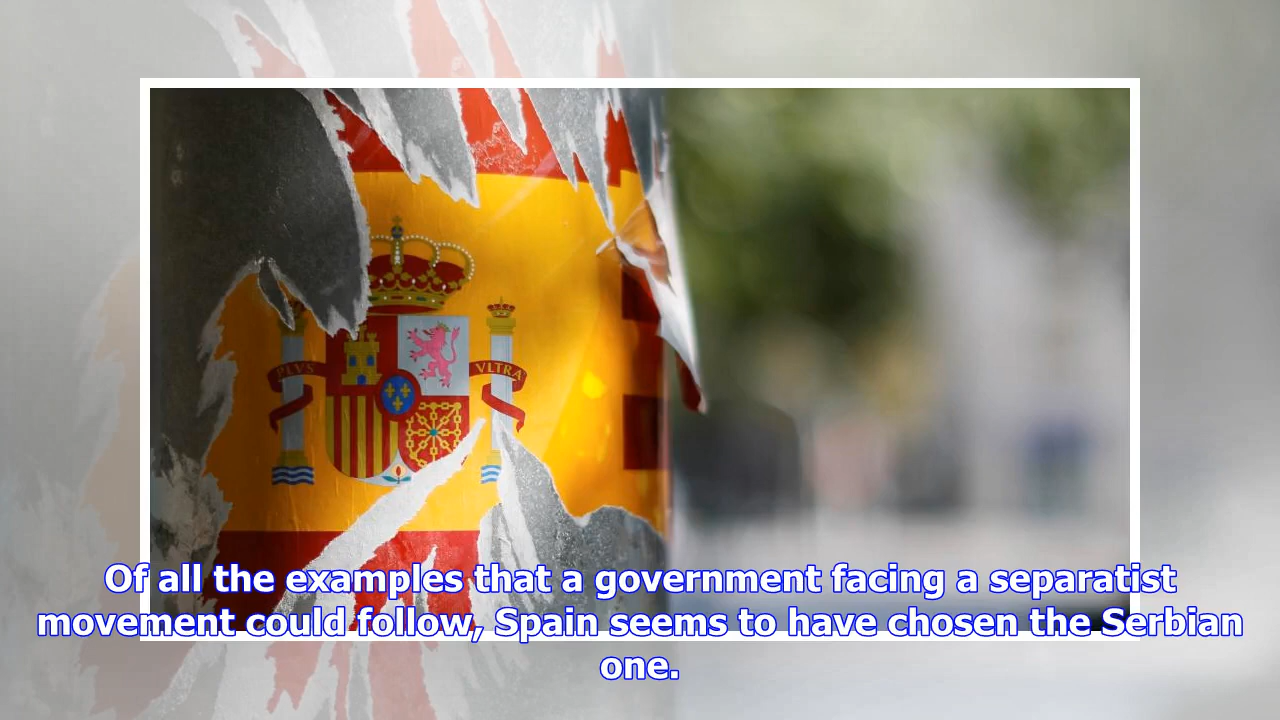 PLVS
VLTRA
Of all the examples that a government facing a separatist
movement could follow, Spain seems to have chosen the Serbian
one.